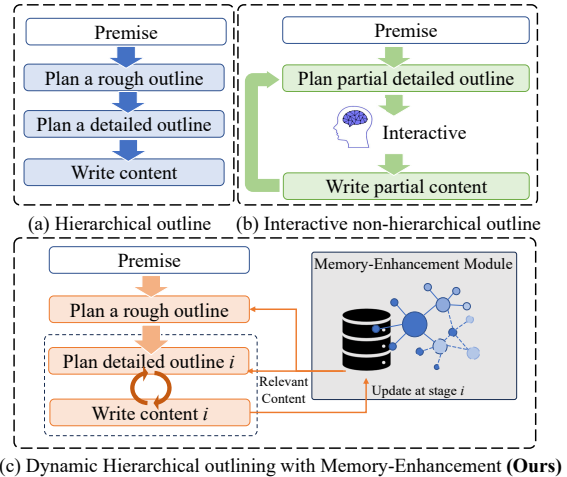 Premise
Plan a rough outline
Plan a detailed outline
Write content
(a) Hierarchical outline
Premise
Plan partial detailed outline
Interactive
Write partial content
(b) Interactive non-hierarchical outline
Premise
Plan a rough outline
Plan detailed outline i
Write content i
Relevant
Content
Memory-Enhancement Module
Update at stage i
(c) Dynamic Hierarchical outlining with Memory-Enhancement (Ours)